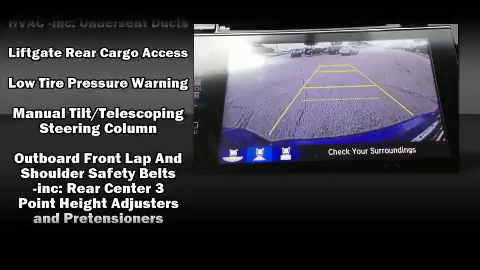 HVAC -inc: Underseat Ducts
Liftgate Rear Cargo Access
Low Tire Pressure Warning
Manual Tilt/Telescoping
Steering Column
Outboard Front Lap And
Shoulder Safety Belts
-inc: Rear Center 3
Point Height Adjusters
and Pretensioners
Check Your Surroundings